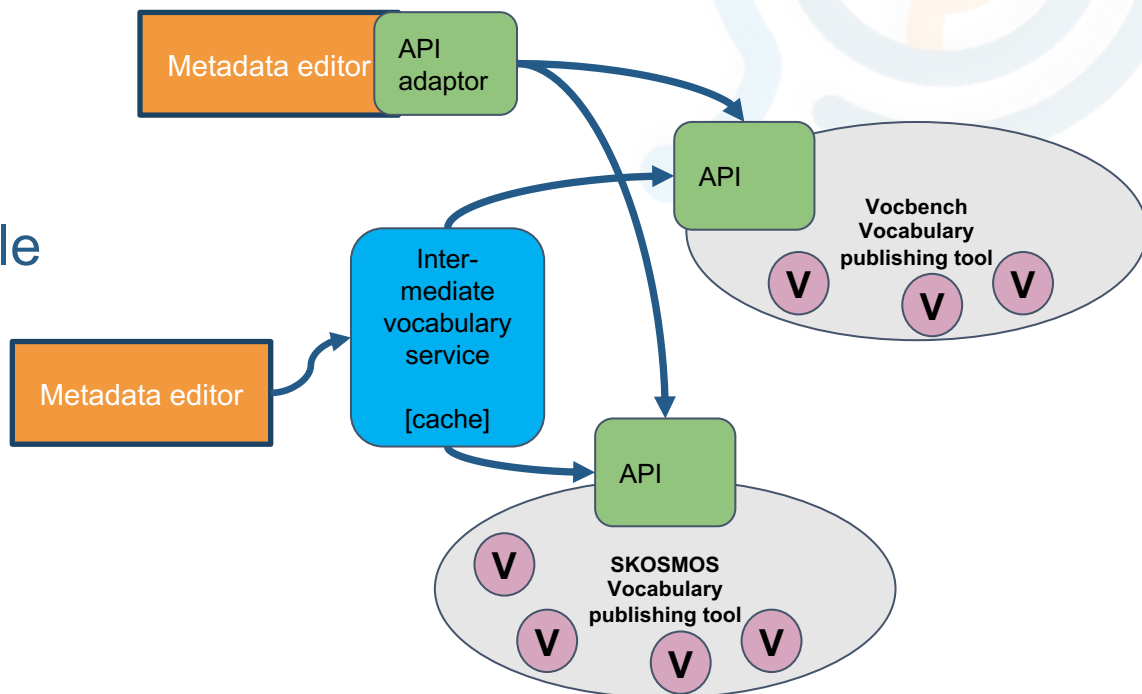 Metadata editor
API
adaptor
API
Vocbench
Vocabulary
publishing tool
V
V
V
le
Inter-
mediate
vocabulary
service
[cache]
Metadata editor
API
SKOSMOS
Vocabulary
publishing tool
V
V
V
V